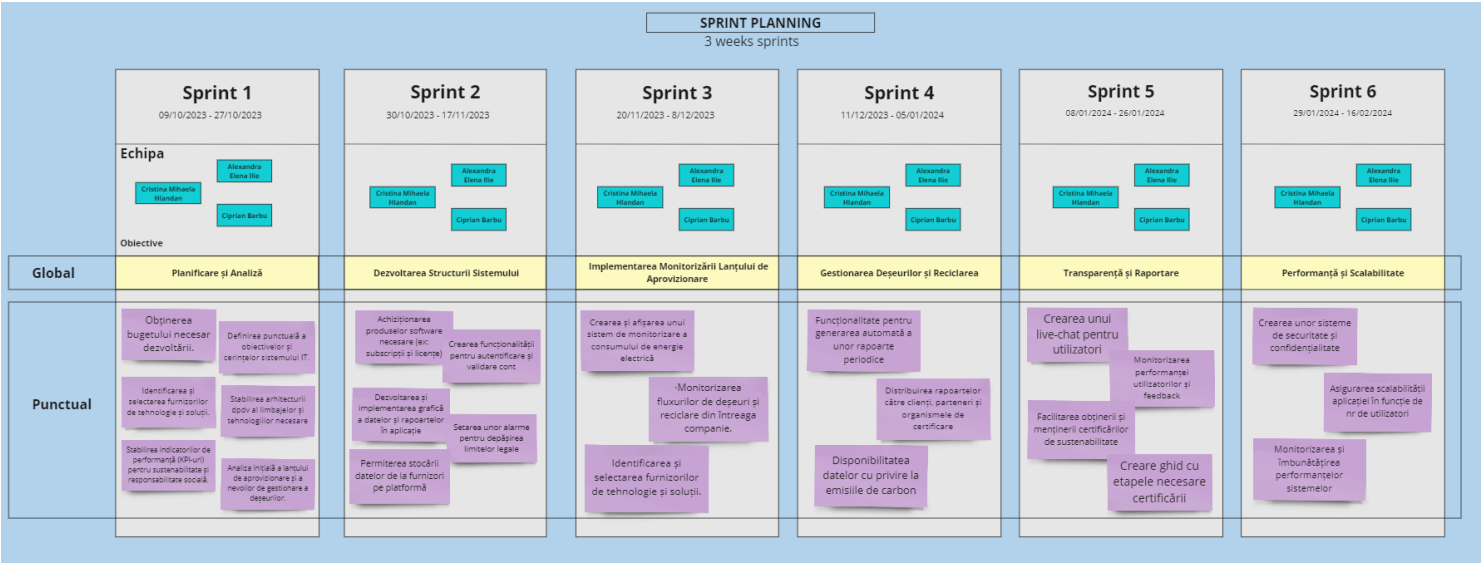 SPRINT PLANNING
3 weeks sprints
Sprint 1
09/10/2023 - 27/10/2023
Echipa
Alexandra
Elena Ilie
Cristina Mihaela
Hlandan
Ciprian Barbu
Obiective
Sprint 2
30/10/2023 - 17/11/2023
Alexandra
Elena Ilie
Cristina Mihaela
Hlandan
Ciprian Barbu
Sprint 3
20/11/2023 - 8/12/2023
Alexandra
Elena Ilie
Cristina Mihaela
Hlandan
Ciprian Barbu
Sprint 4
11/12/2023 - 05/01/2024
Alexandra
Elena Ilie
Cristina Mihaela
Hlandan
Ciprian Barbu
Sprint 5
08/01/2024 - 26/01/2024
Alexandra
Elena Ilie
Cristina Mihaela
Hlandan
Ciprian Barbu
Sprint 6
29/01/2024 - 16/02/2024
Alexandra
Elena Ilie
Cristina Mihaela
Hlandan
Ciprian Barbu
Global
Planificare și Analiză
Dezvoltarea Structurii Sistemului
Implementarea Monitorizării Lanțului de
Aprovizionare
Gestionarea Deșeurilor și Reciclarea
Transparență și Raportare
Performanță și Scalabilitate
Punctual
Obținerea
bugetului necesar
dezvoltării.
Definirea punctuală a
obiectivelor și
cerințelor sistemului IT.
Identificarea și
selectarea furnizorilor
de tehnologie și soluții.
Stabilirea arhitecturii
dpdv al limbajelor și
tehnologiilor necesare
Stabilirea indicatorilor de
performanță (KPI-uri)
pentru sustenabilitate și
responsabilitate socială.
Analiza inițială a lanțului
de aprovizionare și a
nevoilor de gestionare a
deșeurilor.
Achiziționarea
produselor software
necesare (ex:
subscripții și licențe)
Crearea funcționalității
pentru autentificare și
validare cont
Dezvoltarea și
implementarea grafică
a datelor și rapoartelor
în aplicație
Setarea unor alarme
pentru depășirea
limitelor legale
Permiterea stocării
datelor de la furnizori
pe platformă
Crearea și afișarea unui
sistem de monitorizare a
consumului de energie
electrică
·Monitorizarea
fluxurilor de deșeuri și
reciclare din întreaga
companie.
Identificarea și
selectarea furnizorilor
de tehnologie și soluții.
Funcționalitate pentru
generarea automată a
unor rapoarte
periodice
Distribuirea rapoartelor
către clienți, parteneri și
organismele de
certificare
Disponibilitatea
datelor cu privire la
emisiile de carbon
Crearea unui
live-chat pentru
utilizatori
Monitorizarea
performanței
utilizatorilor și
feedback
Facilitarea obținerii și
menținerii certificărilor
de sustenabilitate
Creare ghid cu
etapele necesare
certificării
Crearea unor sisteme
de securitate și
confidențialitate
Asigurarea scalabilității
aplicației în funcție de
nr de utilizatori
Monitorizarea și
îmbunătățirea
performanțelor
sistemelor